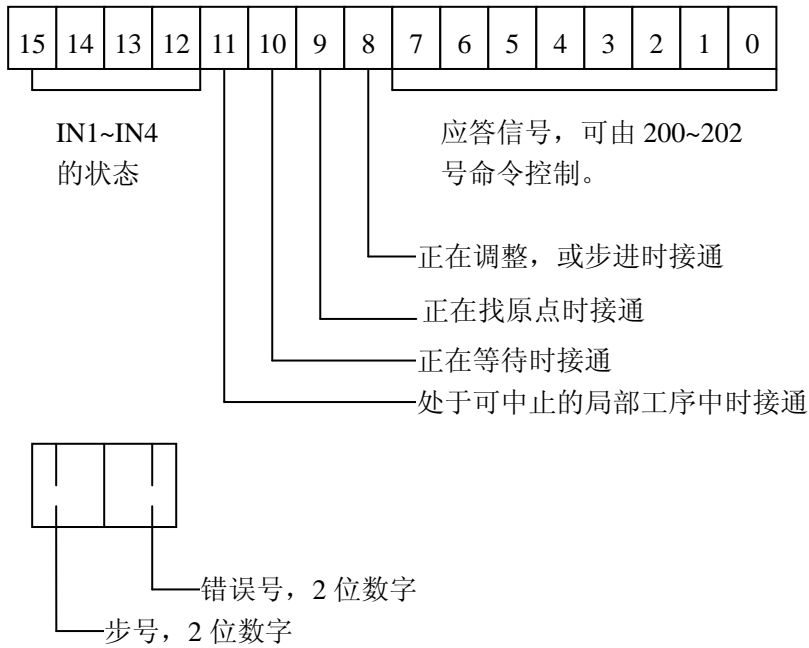 15 14 13 12 11 10 9 8 7 6 5 4 3 2 1 0
IN1~IN4
的状态
应答信号，可由 200~202
号命令控制。
正在调整，或步进时接通
正在找原点时接通
正在等待时接通
处于可中止的局部工序中时接通
错误号，2 位数字
步号，2 位数字